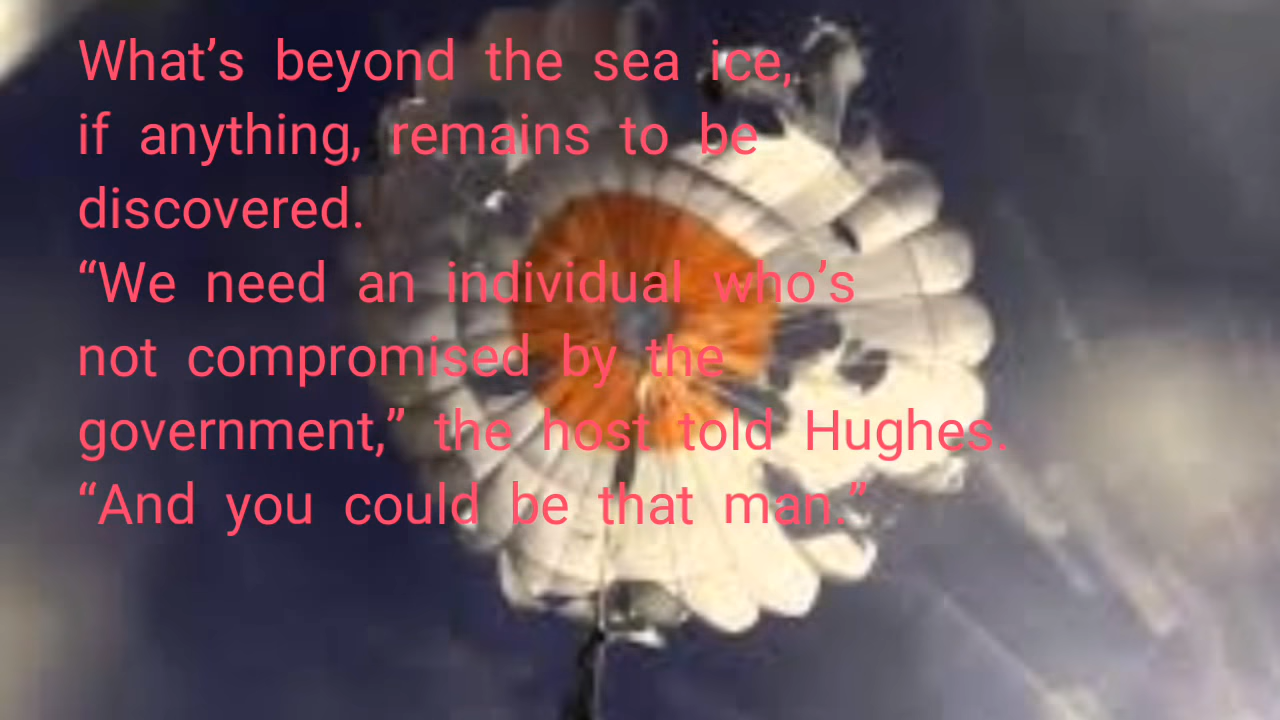 What’s beyond the sea ice,
if anything, remains to be
discovered.
“We need an individual who’s
not compromised by the
government,” the host told Hughes.
“And you could be that man.”